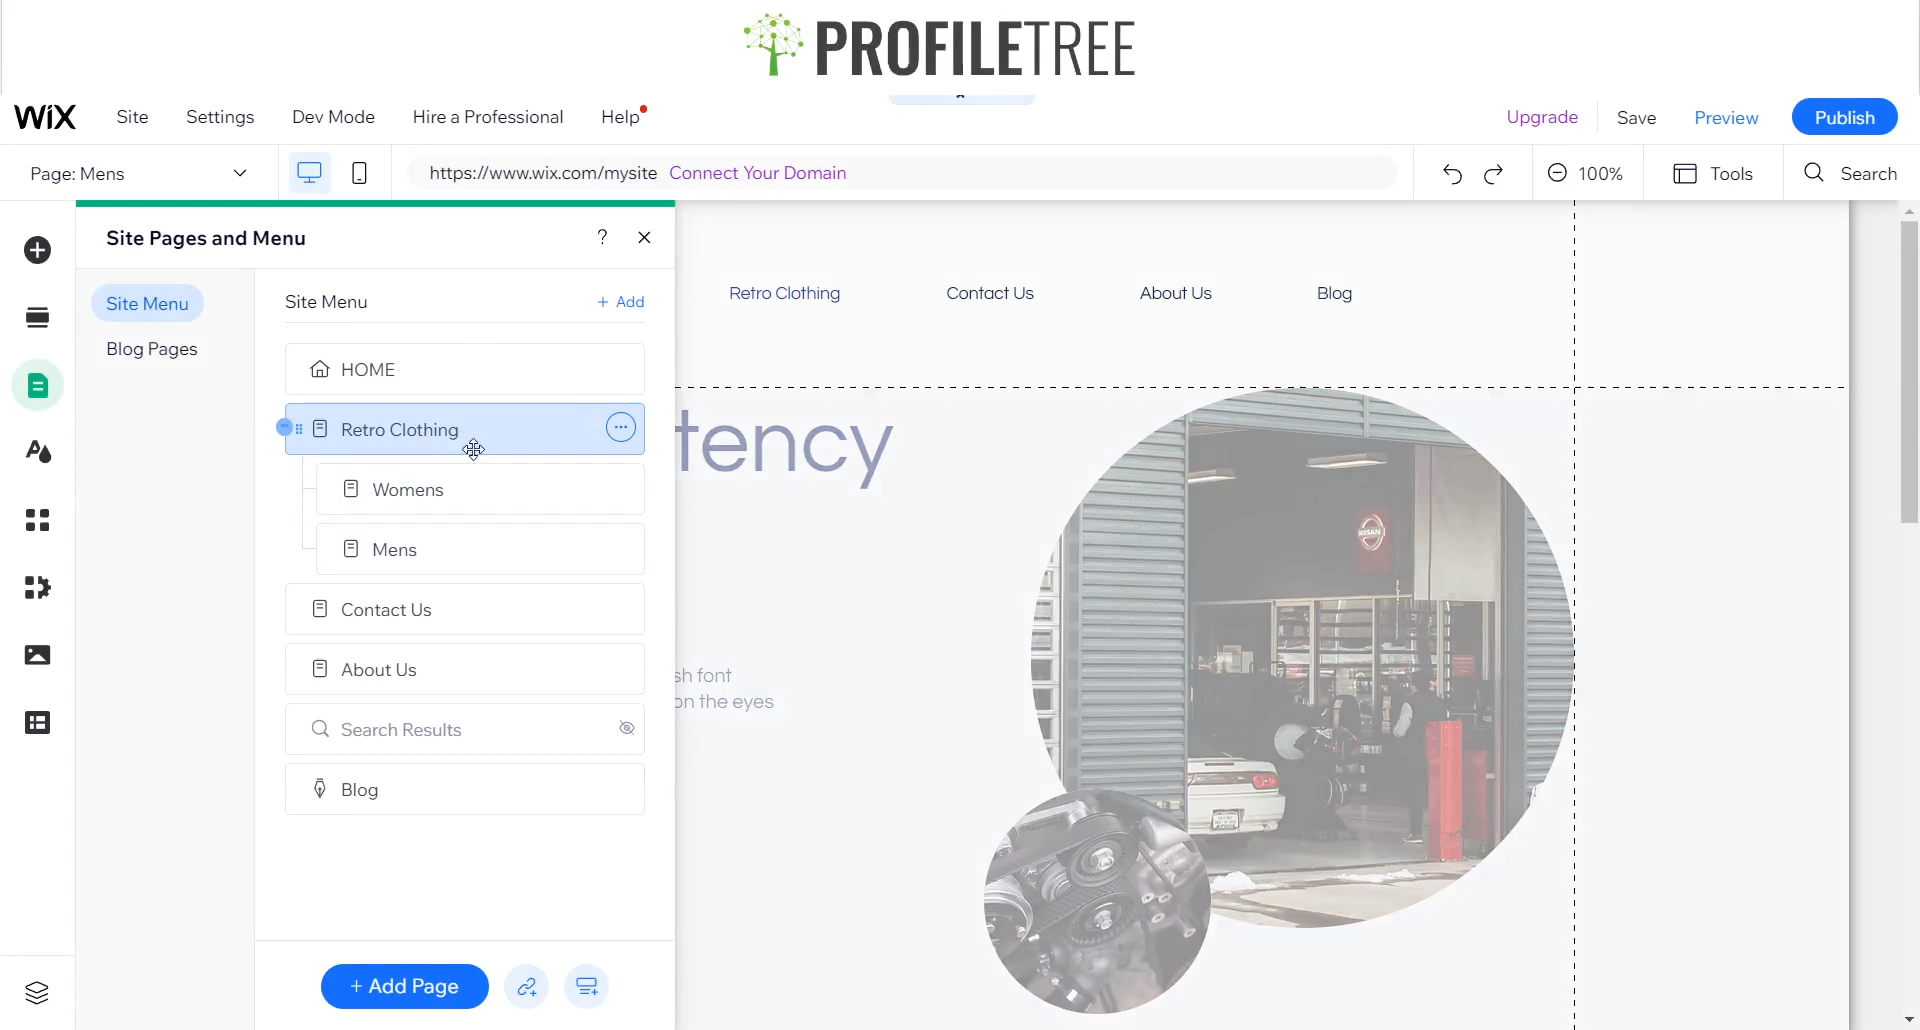 PROFILETREE
WiX
Site
Settings
Dev Mode
Hire a Professional
Help
Upgrade
Save
Preview
Publish
Page: Mens
https://www.wix.com/mysite
Connect Your Domain
100%
Tools
Search
Site Pages and Menu
?
Site Menu
Blog Pages
Site Menu
+ Add
HOME
Retro Clothing
Womens
Mens
Contact Us
About Us
Search Results
Blog
+ Add Page
Retro Clothing
Contact Us
About Us
Blog
tency
sh font
on the eyes
NISSAN